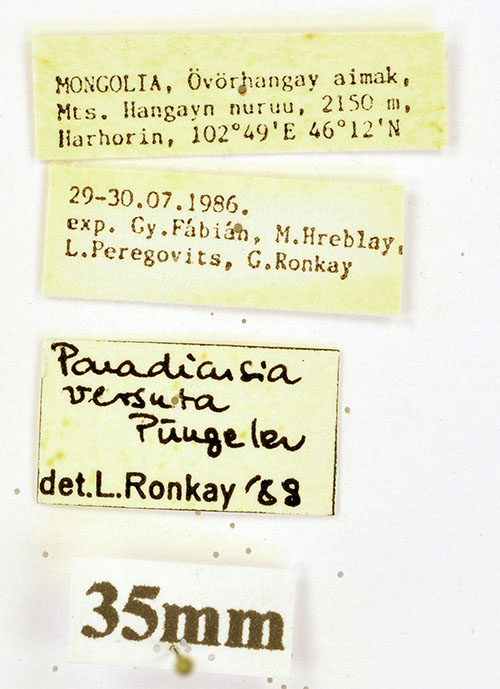 MONGOLIA, Övörhangay aimak,
Mts. Hangayn nuruu, 2150 m,
Harhorin, 102°49'E 46°12'N
29-30.07.1986.
exp. Gy.Fábián, M.Hreblay,
L.Peregovits, G.Ronkay
Paradiarsia
versuta
Püngeler
det.L.Ronkay '89
35mm